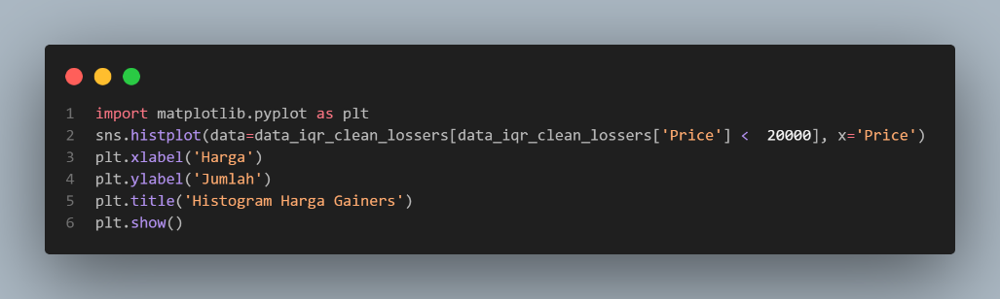 1 import matplotlib.pyplot as plt
2 sns.histplot(data=data_iqr_clean_lossers[data_iqr_clean_lossers['Price'] <  20000], x='Price')
3 plt.xlabel('Harga')
4 plt.ylabel('Jumlah')
5 plt.title('Histogram Harga Gainers')
6 plt.show()